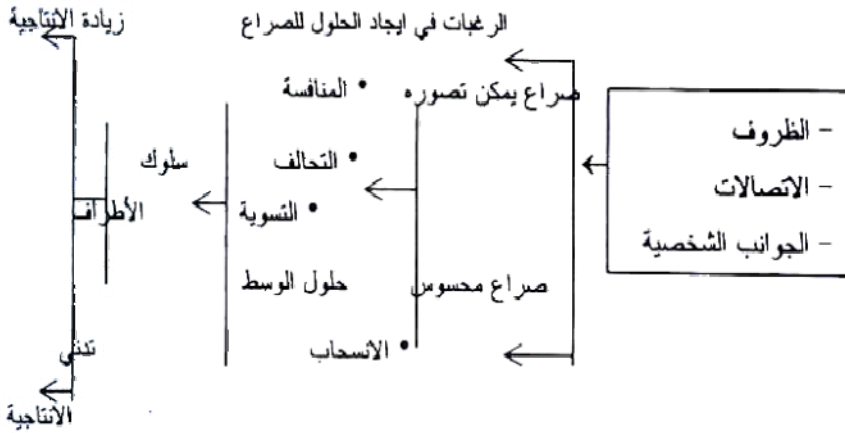 الرغبات في ايجاد الحلول للصراع
زيادة الانتاجية
- الظروف
- الاتصالات
- الجوانب الشخصية
صراع يمكن تصوره
صراع محسوس
• المنافسة
• التحالف
• التسوية
حلول الوسط
• الانسحاب
سلوك
الأطراف
تدني
الانتاجية